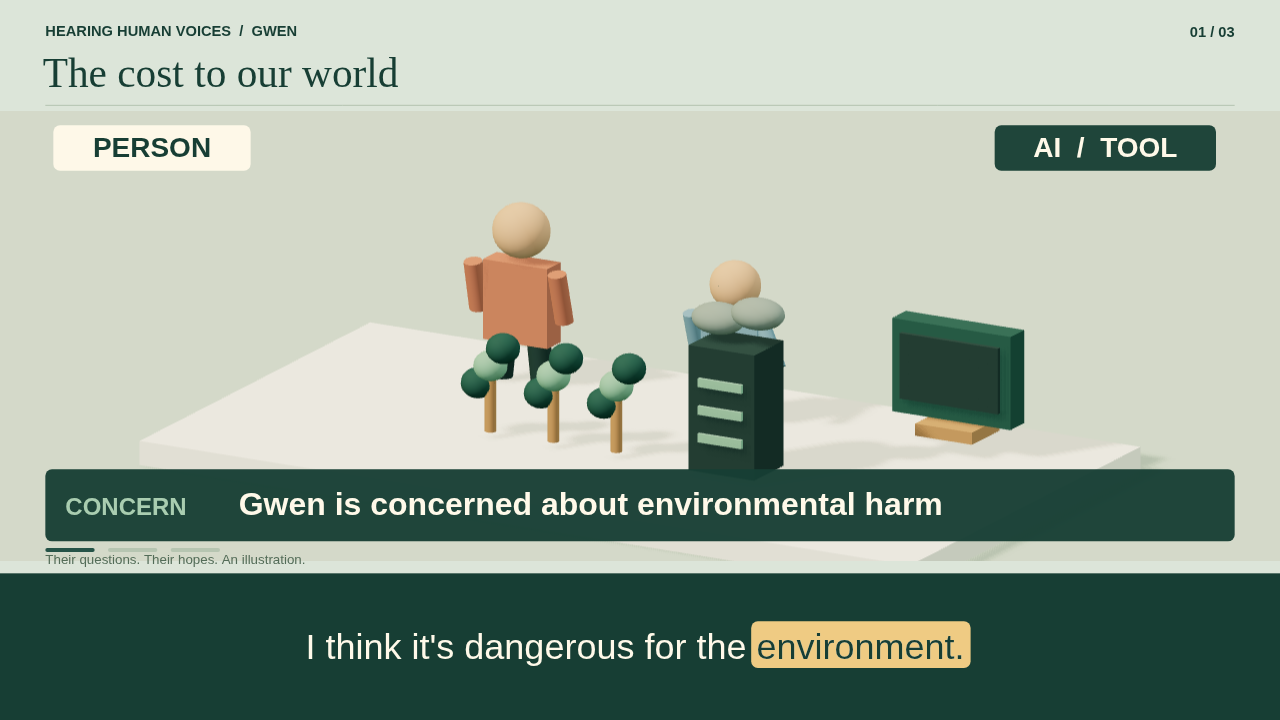 HEARING HUMAN VOICES / GWEN
01 / 03
The cost to our world
PERSON
AI / TOOL
CONCERN
Gwen is concerned about environmental harm
Their questions. Their hopes. An illustration.
I think it's dangerous for the environment.